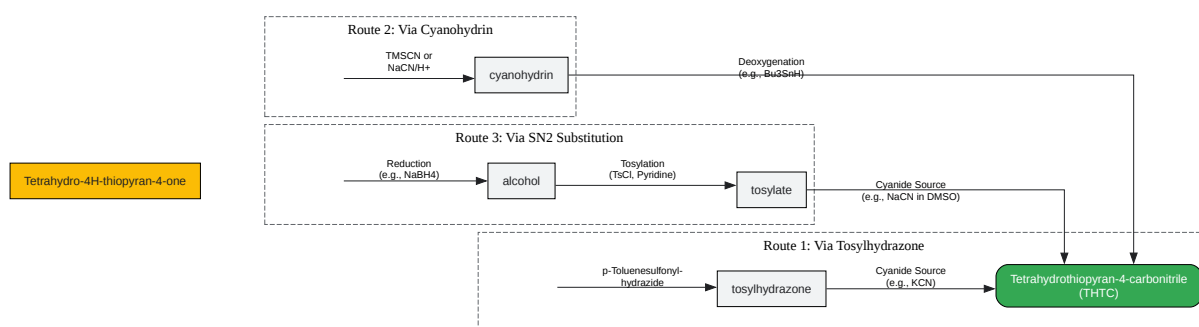 Route 2: Via Cyanohydrin
TMSCN or
NaCN/H+
cyanohydrin
Deoxygenation
(e.g., Bu3SnH)
Route 3: Via SN2 Substitution
Tetrahydro-4H-thiopyran-4-one
Reduction
(e.g., NaBH4)
alcohol
Tosylation
(TsCl, Pyridine)
tosylate
Cyanide Source
(e.g., NaCN in DMSO)
Route 1: Via Tosylhydrazone
p-Toluenesulfonyl-
hydrazide
tosylhydrazone
Cyanide Source
(e.g., KCN)
Tetrahydrothiopyran-4-carbonitrile
(THTC)